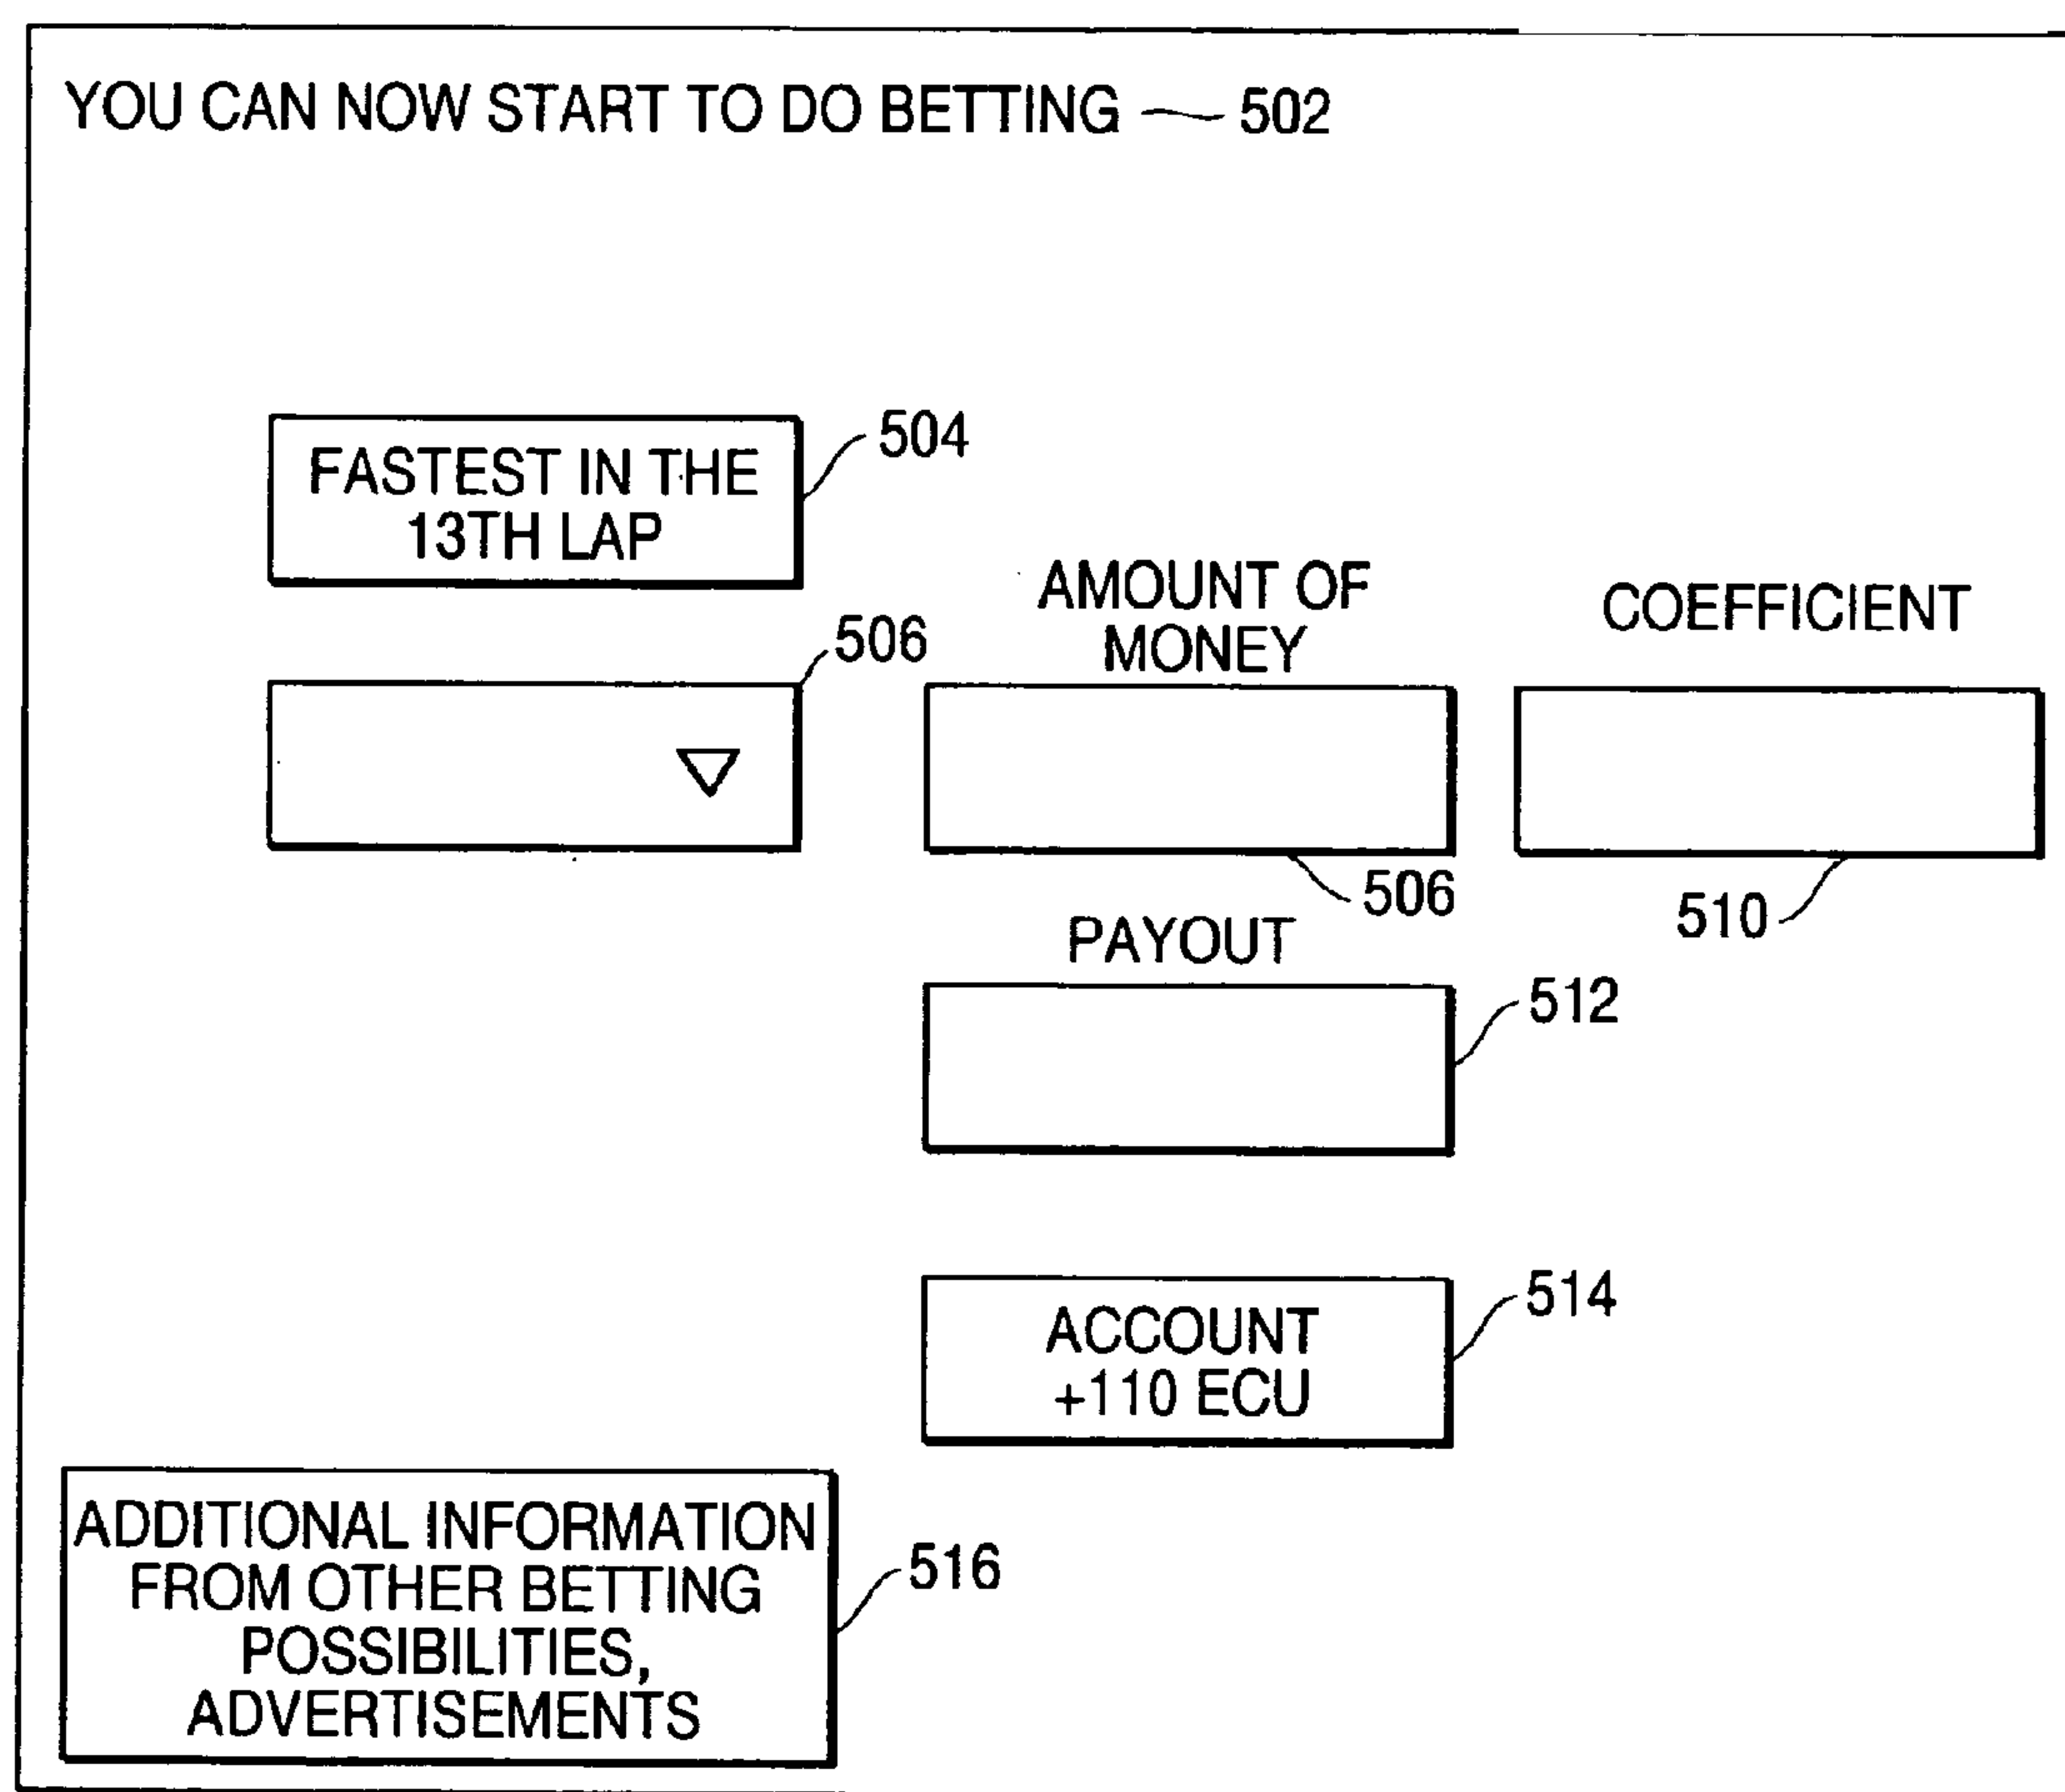 YOU CAN NOW START TO DO BETTING 502
504
FASTEST IN THE
13TH LAP
506
AMOUNT OF
MONEY
COEFFICIENT
506
510
PAYOUT
512
514
ACCOUNT
+110 ECU
ADDITIONAL INFORMATION
FROM OTHER BETTING
POSSIBILITIES,
ADVERTISEMENTS
516